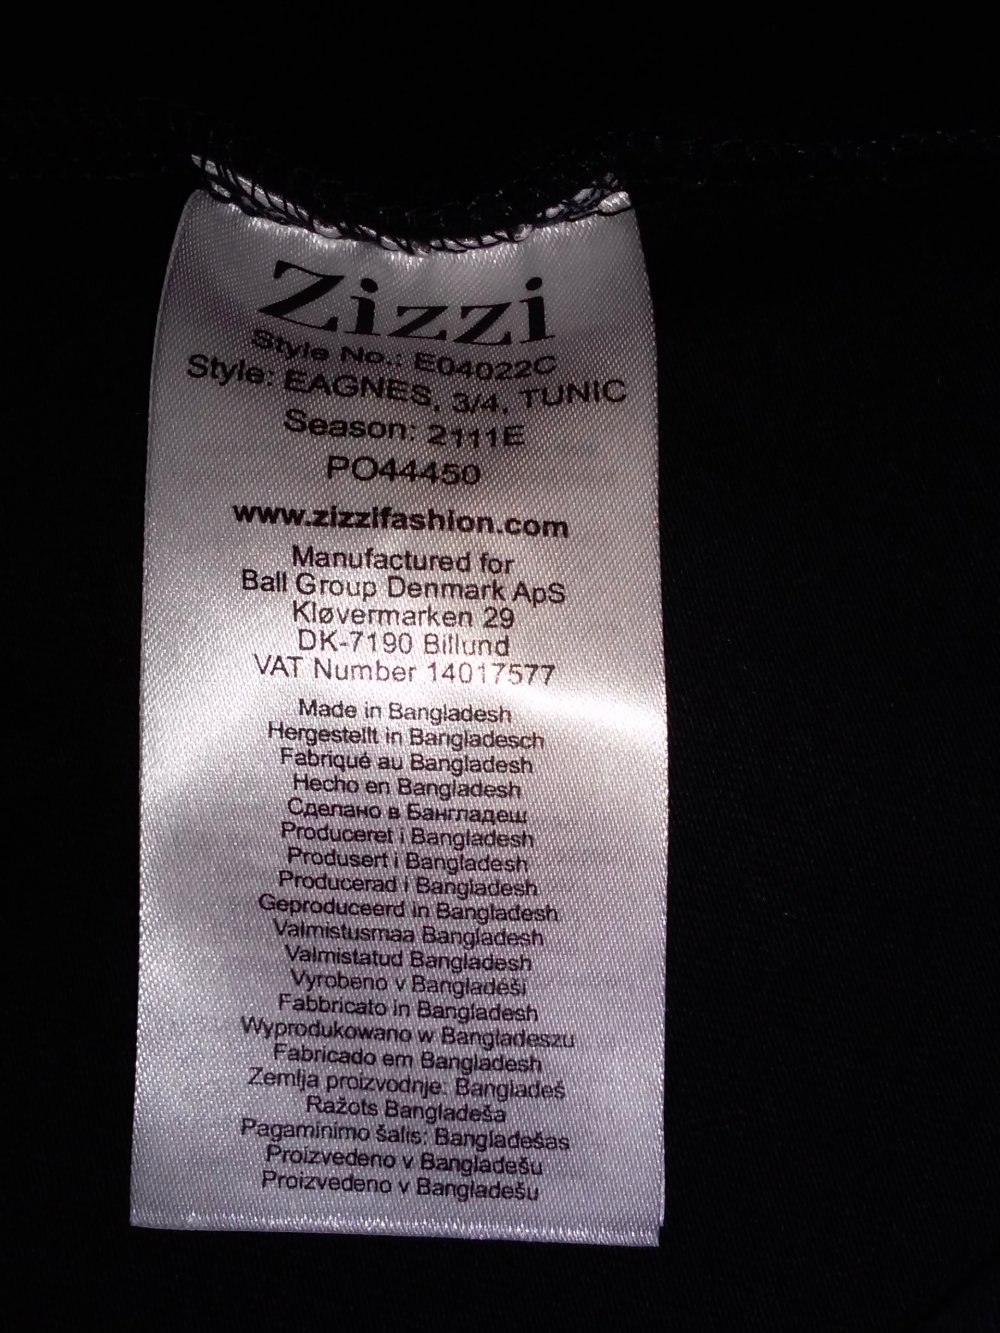 Zizzi
Style No.: E04022C
Style: EAGNES, 3/4, TUNIC
Season: 2111E
PO44450
www.zizzifashion.com
Manufactured for
Ball Group Denmark ApS
Kløvermarken 29
DK-7190 Billund
VAT Number 14017577
Made in Bangladesh
Hergestellt in Bangladesch
Fabriqué au Bangladesh
Hecho en Bangladesh
Сделано в Бангладеш
Produceret i Bangladesh
Produsert i Bangladesh
Producerad i Bangladesh
Geproduceerd in Bangladesh
Valmistusmaa Bangladesh
Valmistatud Bangladesh
Vyrobeno v Bangladéši
Fabbricato in Bangladesh
Wyprodukowano w Bangladeszu
Fabricado em Bangladesh
Zemlja proizvodnje: Bangladeš
Ražots Bangladeša
Pagaminimo šalis: Bangladešas
Proizvedeno v Bangladešu
Proizvedeno v Bangladešu